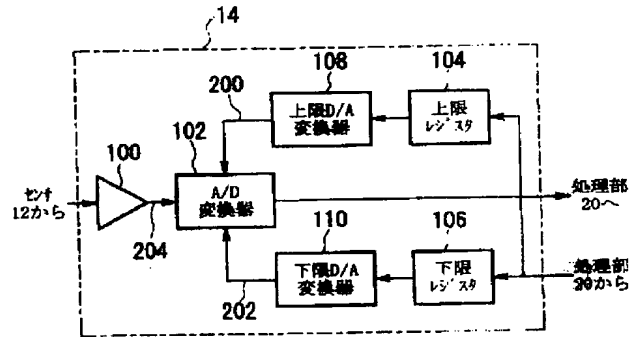 14
108
104
200
上限D/A
変換器
上限
レジスタ
102
100
A/D
変換器
センサ
12から
処理部
20へ
204
110
106
下限D/A
変換器
下限
レジスタ
処理部
20から
202